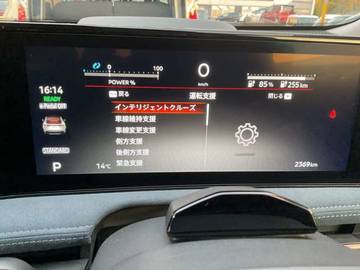 0 100
POWER %
0
km/h
85%
255km
16:14
READY
e-Pedal OFF
戻る
運転支援
閉じる
インテリジェントクルーズ
車線維持支援
車線変更支援
側方支援
後側方支援
緊急支援
STANDARD
P
14℃
2369km